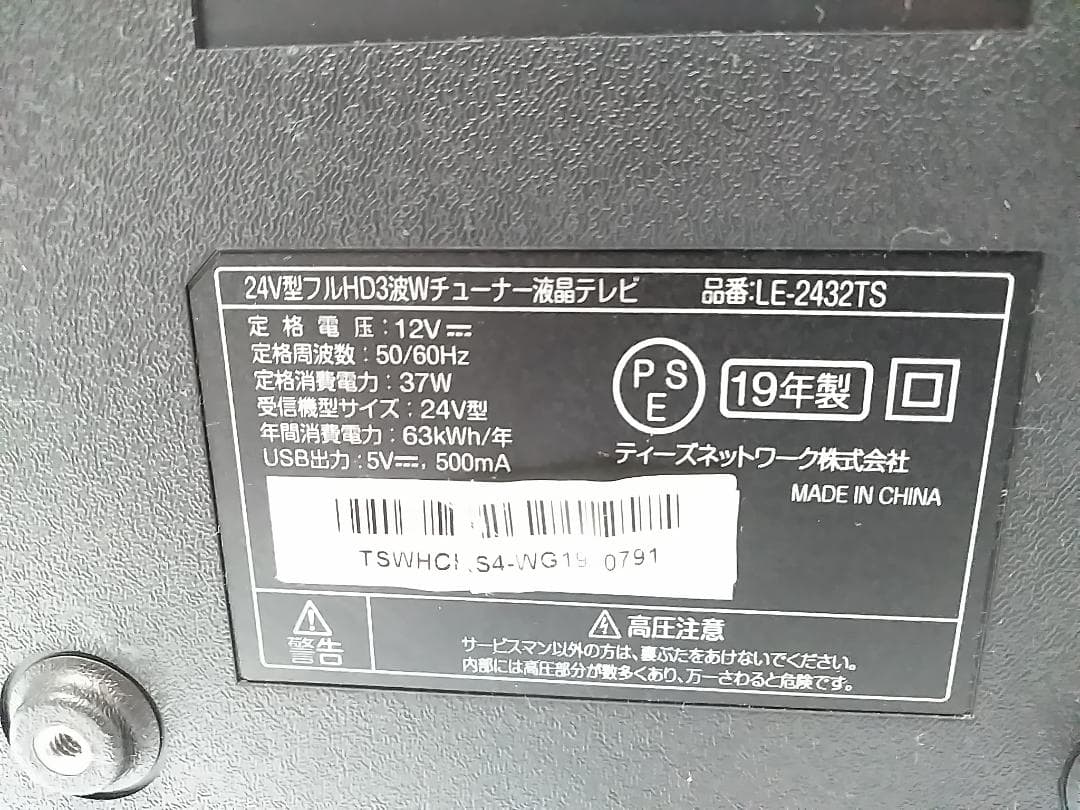 24V型フルHD3波Wチューナー液晶テレビ 品番:LE-2432TS
定格電圧:12V⎓
定格周波数:50/60Hz
定格消費電力:37W
受信機型サイズ:24V型
年間消費電力:63kWh/年
USB出力:5V⎓, 500mA
PSE
19年製
ティーズネットワーク株式会社
MADE IN CHINA
警告
高圧注意
サービスマン以外の方は、裏ぶたをあけないでください。
内部には高圧部分が数多くあり、万一さわると危険です。